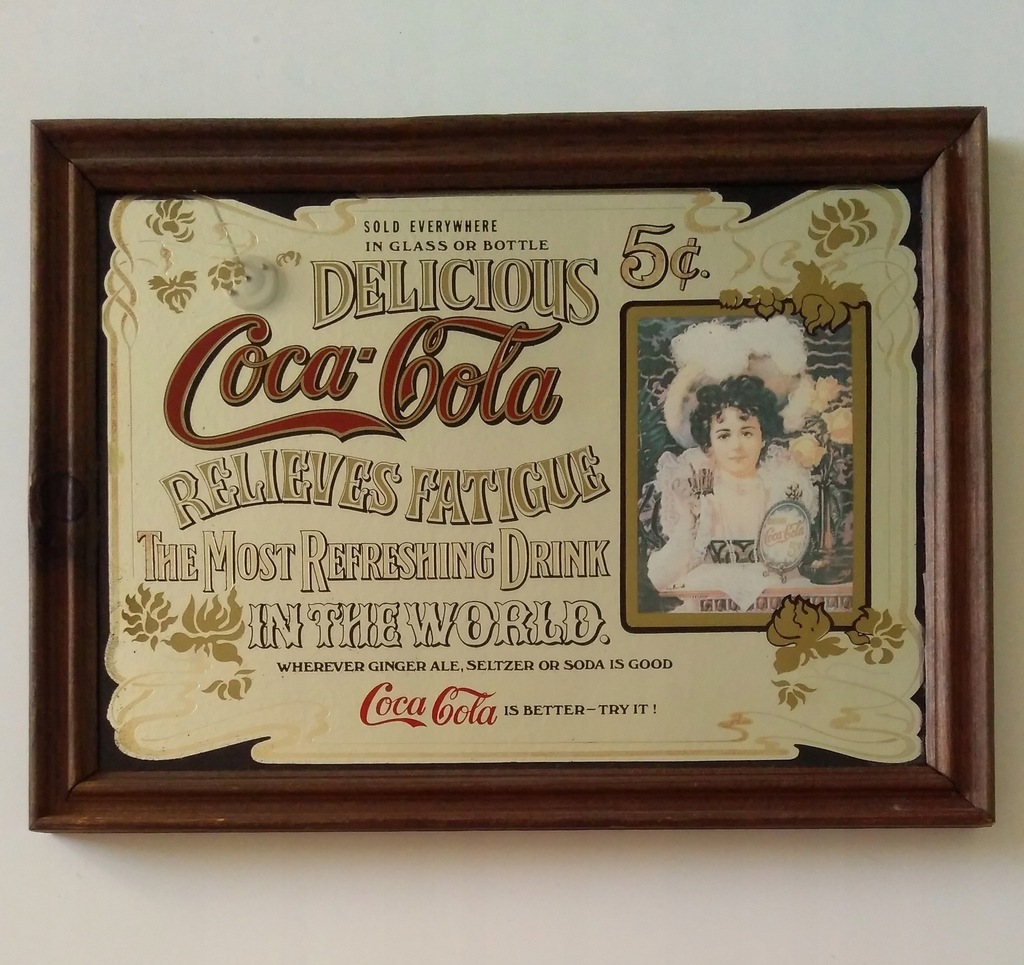 SOLD EVERYWHERE
IN GLASS OR BOTTLE
5¢.
DELICIOUS
Coca-Cola
RELIEVES FATIGUE
THE MOST REFRESHING DRINK
IN THE WORLD.
WHEREVER GINGER ALE, SELTZER OR SODA IS GOOD
Coca Cola IS BETTER-TRY IT!
Coca-Cola